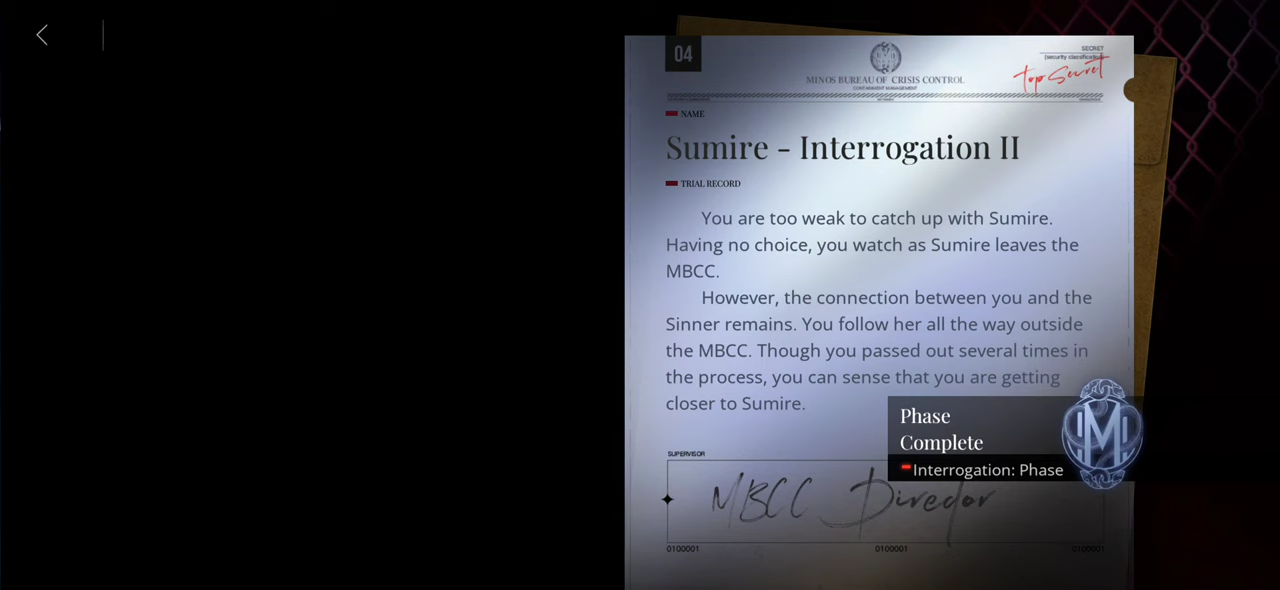 04
SECRET
(security classification)
Top Secret
MINOS BUREAU OF CRISIS CONTROL
CONTAINMENT MANAGEMENT
NAME
Sumire - Interrogation II
TRIAL RECORD
You are too weak to catch up with Sumire.
Having no choice, you watch as Sumire leaves the
MBCC.
However, the connection between you and the
Sinner remains. You follow her all the way outside
the MBCC. Though you passed out several times in
the process, you can sense that you are getting
closer to Sumire.
Phase
Complete
Interrogation: Phase
SUPERVISOR
MBCC Director
0100001 0100001 0100001